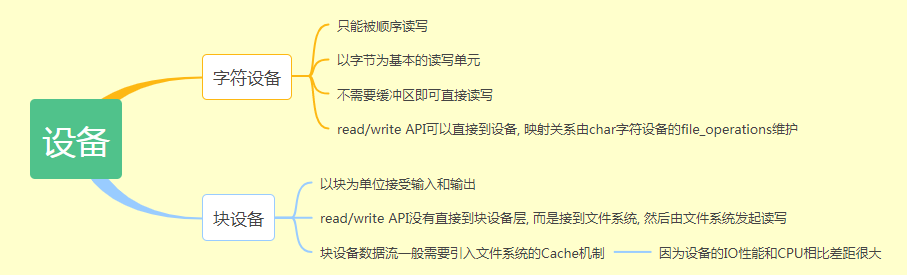 设备
字符设备
只能被顺序读写
以字节为基本的读写单元
不需要缓冲区即可直接读写
read/write API可以直接到设备, 映射关系由char字符设备的file_operations维护
块设备
以块为单位接受输入和输出
read/write API没有直接到块设备层, 而是接到文件系统, 然后由文件系统发起读写
块设备数据流一般需要引入文件系统的Cache机制
因为设备的IO性能和CPU相比差距很大